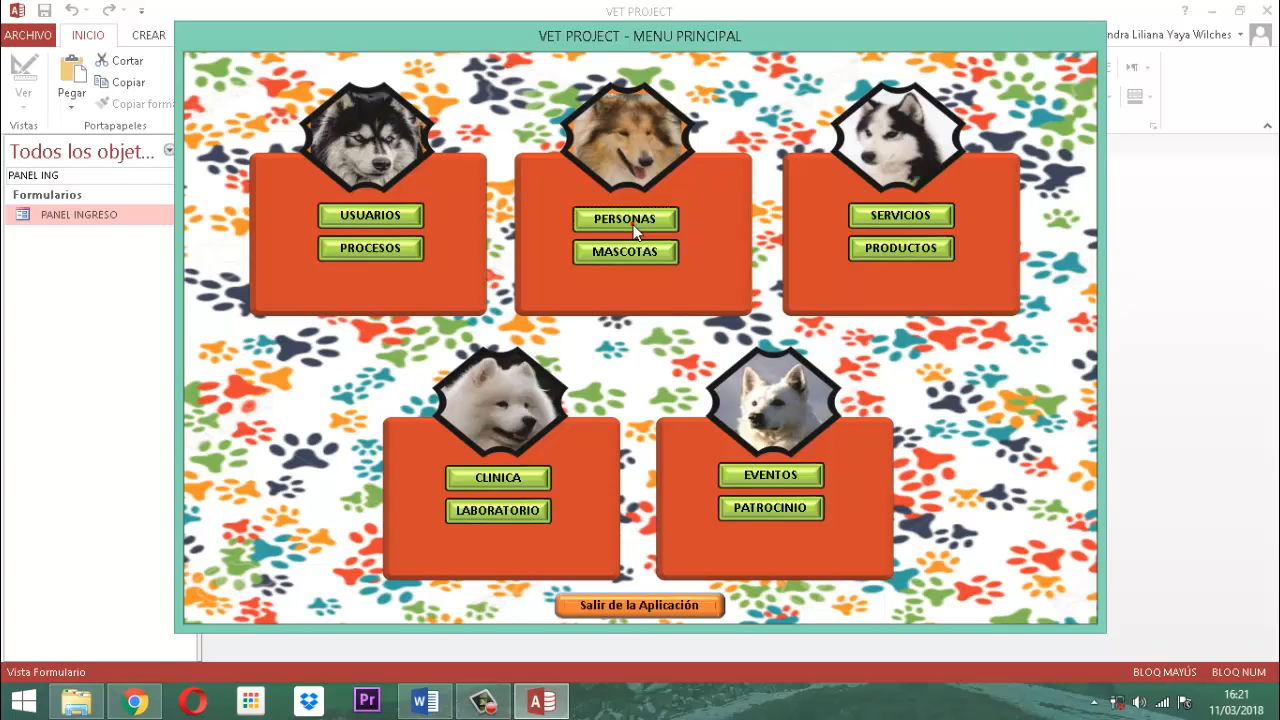 VET PROJECT
ARCHIVO
INICIO
CREAR
ndra Liliana Yaya Wilches
Ver
Pegar
Cortar
Copiar
Copiar forma
Vistas
Portapapeles
Todos los objet...
PANEL ING
Formularios
PANEL INGRESO
VET PROJECT - MENU PRINCIPAL
USUARIOS
PROCESOS
PERSONAS
MASCOTAS
SERVICIOS
PRODUCTOS
CLINICA
LABORATORIO
EVENTOS
PATROCINIO
Salir de la Aplicación
Vista Formulario
BLOQ MAYÚS
BLOQ NUM
Pr
16:21
11/03/2018